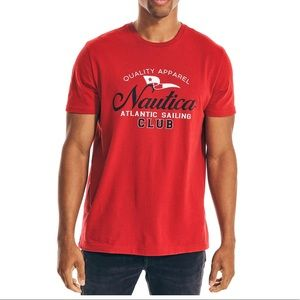 QUALITY APPAREL
Nautica
ATLANTIC SAILING
CLUB